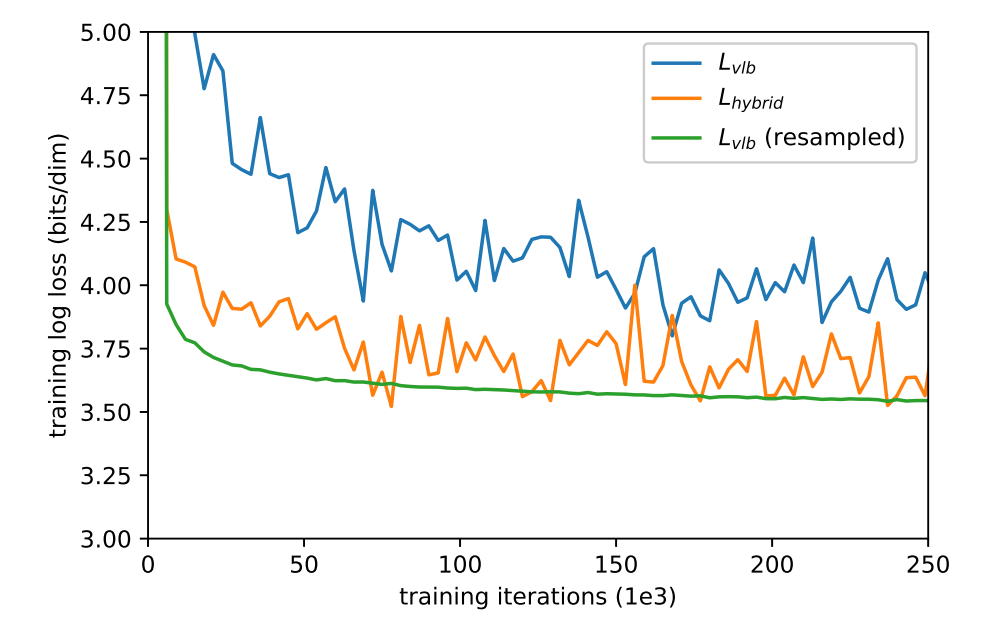 5.00
4.75
4.50
4.25
4.00
3.75
3.50
3.25
3.00
training log loss (bits/dim)
L_vlb
L_hybrid
L_vlb (resampled)
0 50 100 150 200 250
training iterations (1e3)